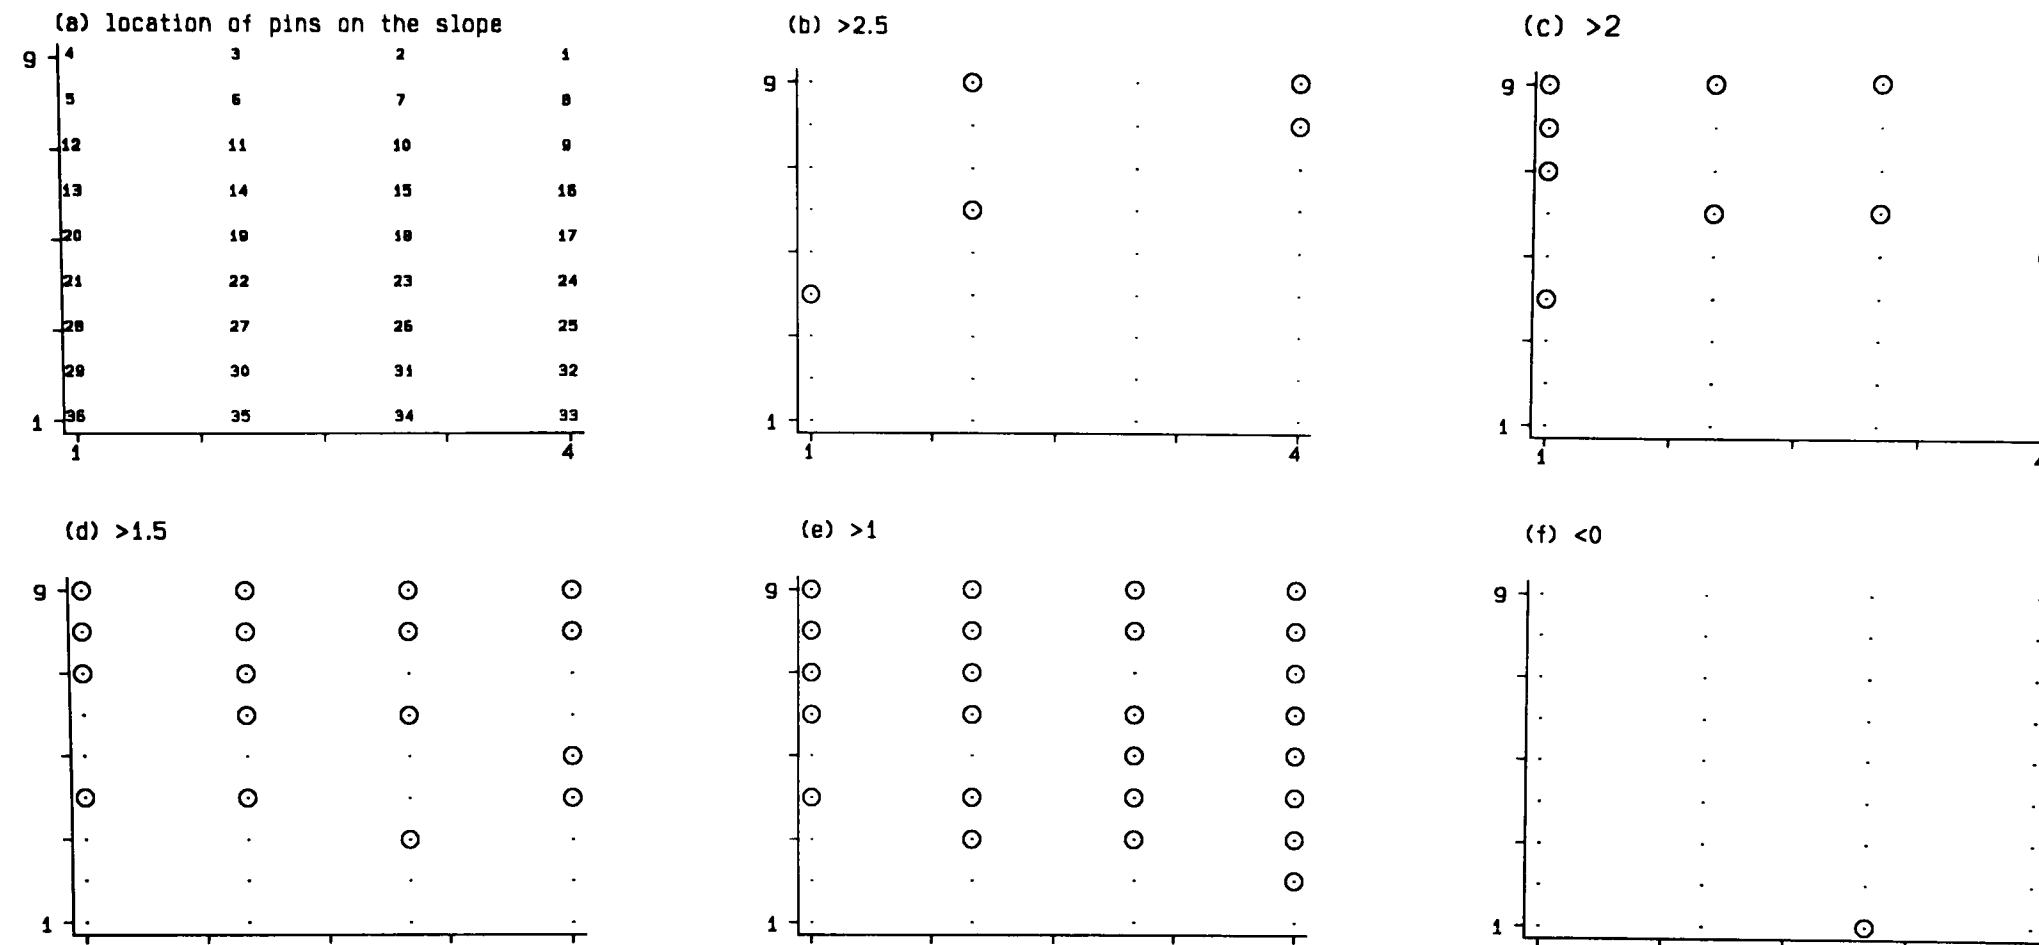 (a) location of pins on the slope
9 4 3 2 1
5 6 7 8
12 11 10 9
13 14 15 16
20 19 18 17
21 22 23 24
28 27 26 25
29 30 31 32
1 36 35 34 33
1 4
(b) >2.5
9
1
1 4
(c) >2
9
1
1
(d) >1.5
9
1
(e) >1
9
1
(f) <0
9
1